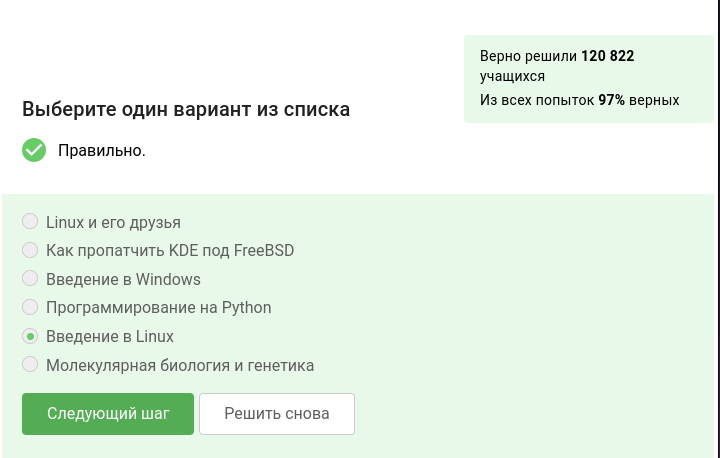 Верно решили 120 822
учащихся
Из всех попыток 97% верных
Выберите один вариант из списка
Правильно.
Linux и его друзья
Как пропатчить KDE под FreeBSD
Введение в Windows
Программирование на Python
Введение в Linux
Молекулярная биология и генетика
Следующий шаг
Решить снова